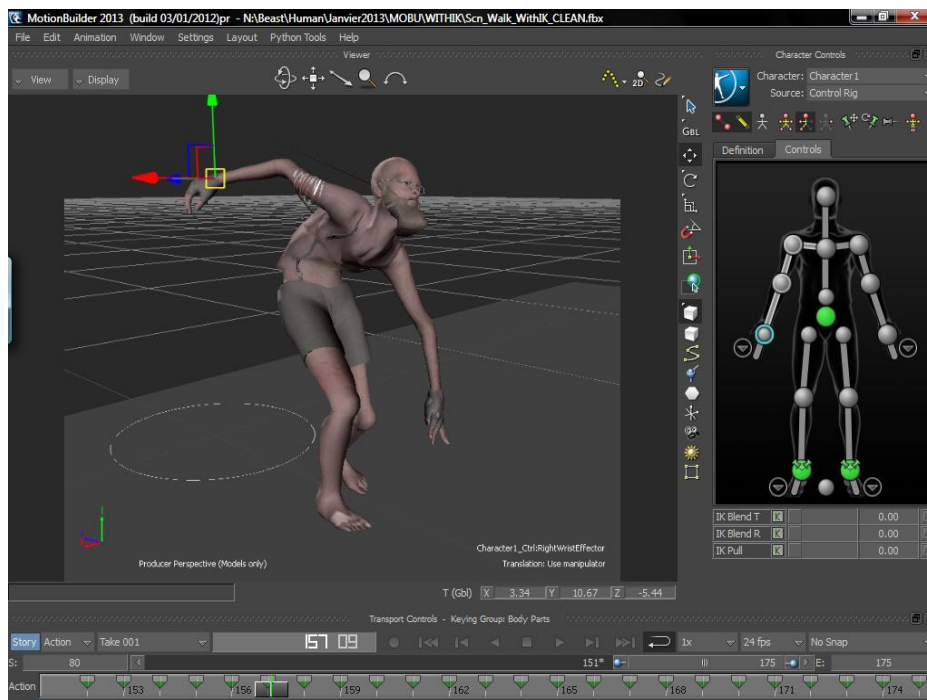 MotionBuilder 2013 (build 03/01/2012)pr - N:\Beast\Human\Janvier2013\MOBU\WITHIK\Scn_Walk_WithIK_CLEAN.fbx
File Edit Animation Window Settings Layout Python Tools Help
Viewer
Character Controls
View Display
2D
Character: Character1
Source: Control Rig
GBL
Definition Controls
Character1_Ctrl:RightWristEffector
Producer Perspective (Models only) Translation: Use manipulator
IK Blend T K 0.00
IK Blend R K 0.00
IK Pull K 0.00
T (Gbl) X 3.34 Y 10.67 Z -5.44
Transport Controls - Keying Group: Body Parts
Story Action Take 001 157 09 1x 24 fps No Snap
S: 80 151* 175 E: 175
Action 153 156 159 162 165 168 171 174